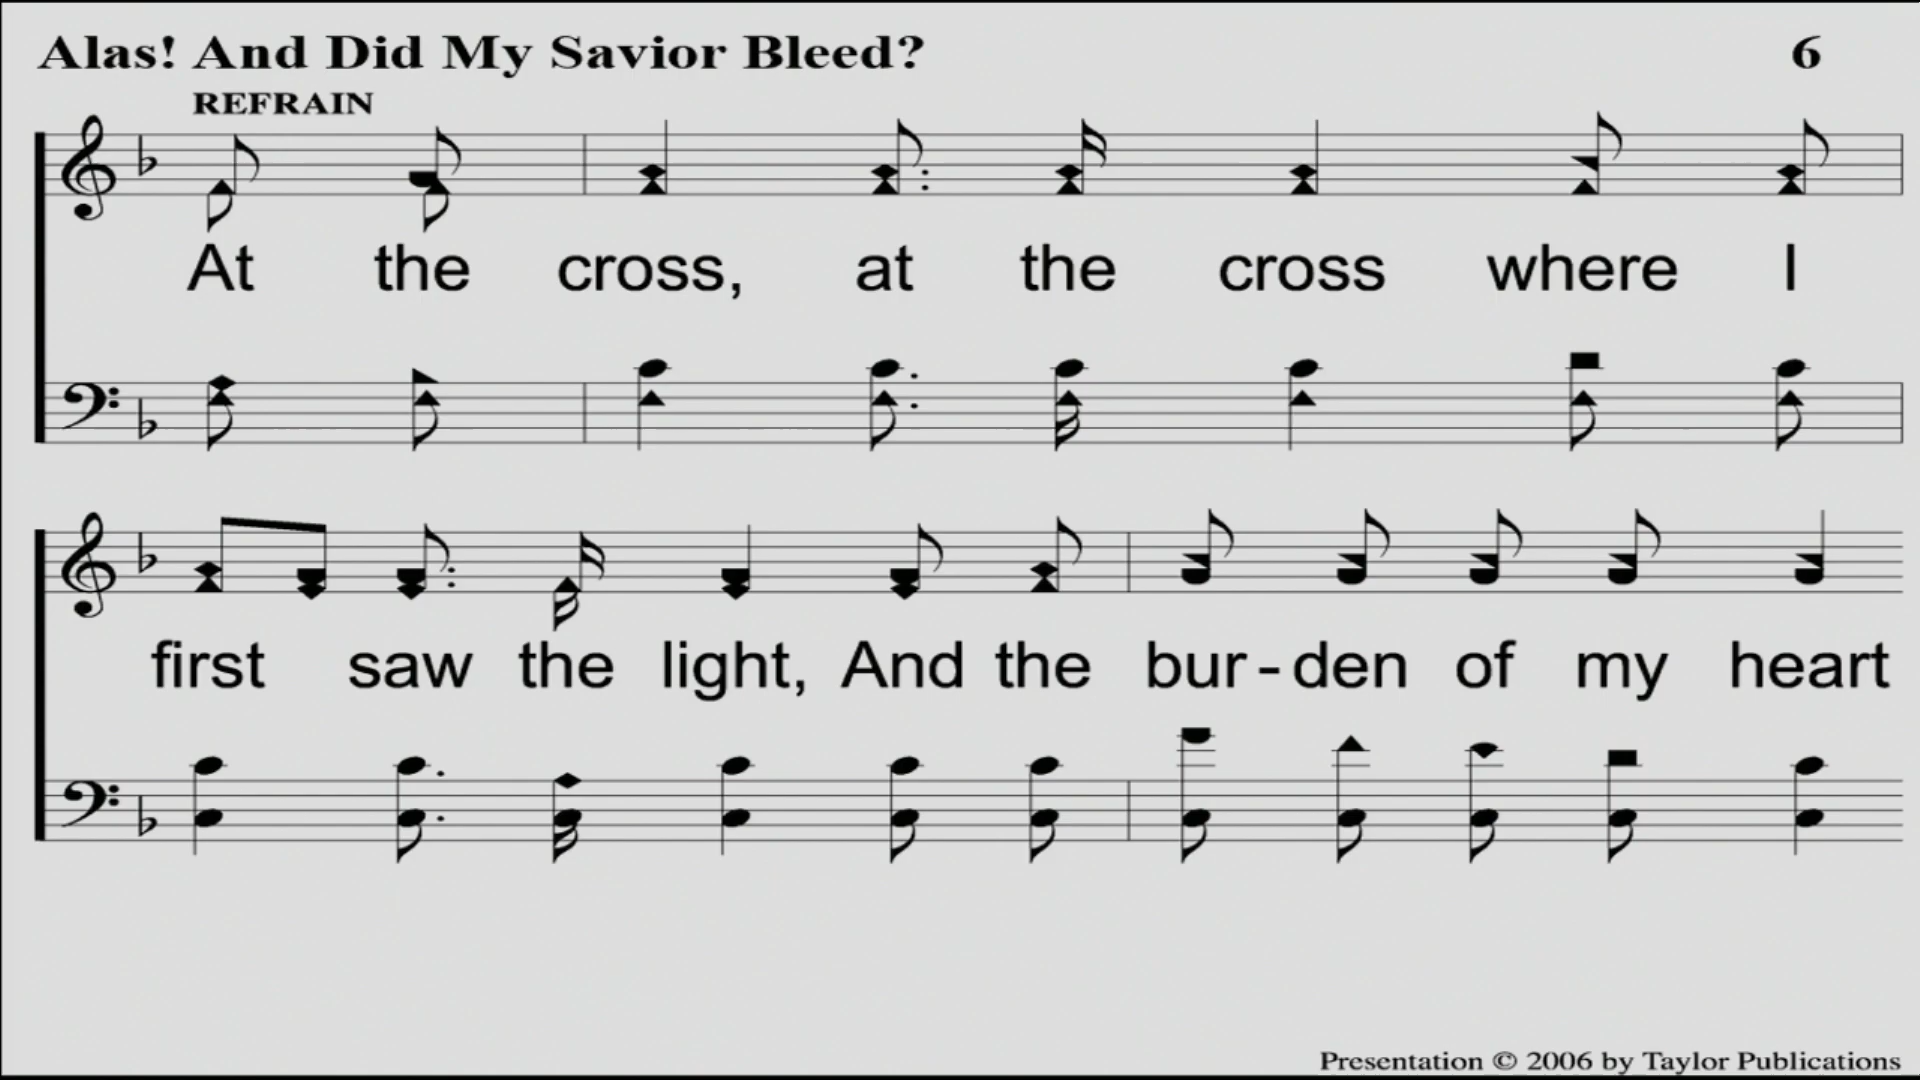 Alas! And Did My Savior Bleed? 6
REFRAIN
At the cross, at the cross where I
first saw the light, And the bur-den of my heart
Presentation © 2006 by Taylor Publications